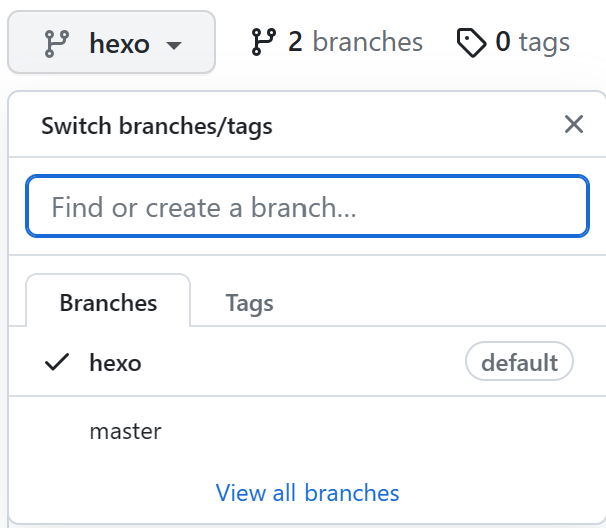 hexo 2 branches 0 tags
Switch branches/tags
Find or create a branch...
Branches Tags
hexo default
master
View all branches